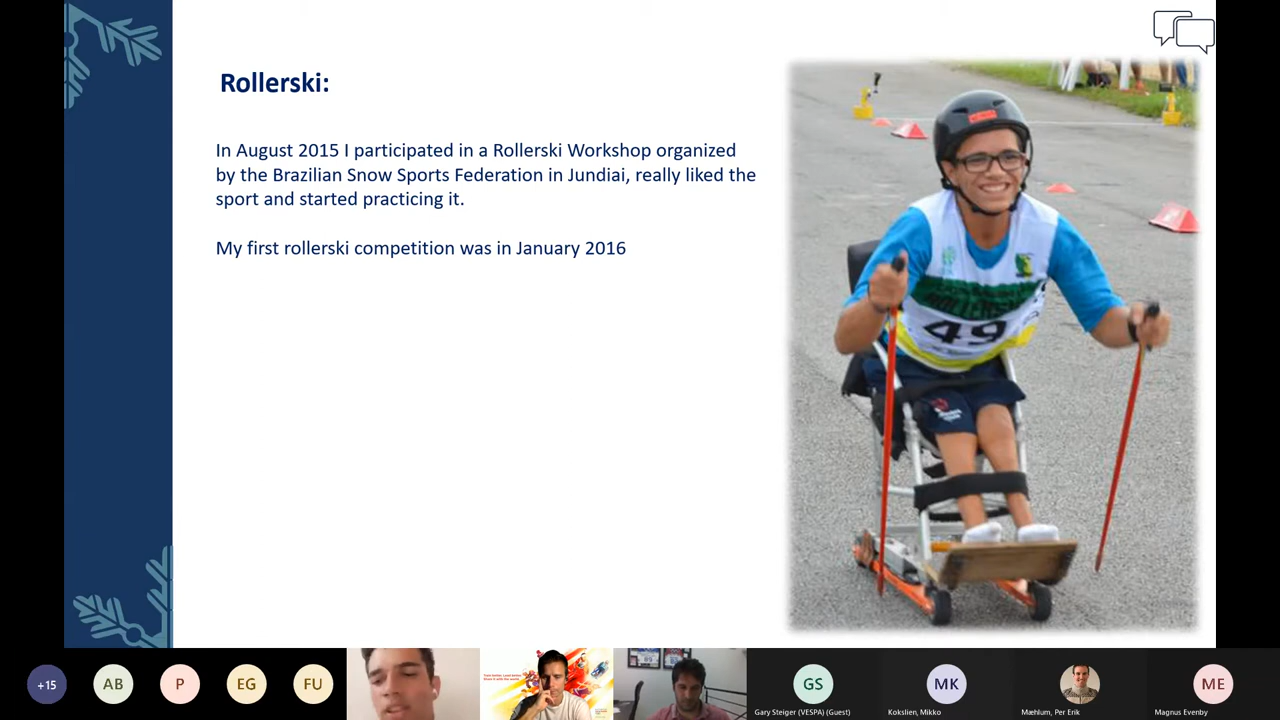 Rollerski:
In August 2015 I participated in a Rollerski Workshop organized
by the Brazilian Snow Sports Federation in Jundiai, really liked the
sport and started practicing it.
My first rollerski competition was in January 2016
49
+15
AB
P
EG
FU
GS
Gary Steiger (VESPA) (Guest)
MK
Kokslien, Mikko
Mæhlum, Per Erik
ME
Magnus Evenby